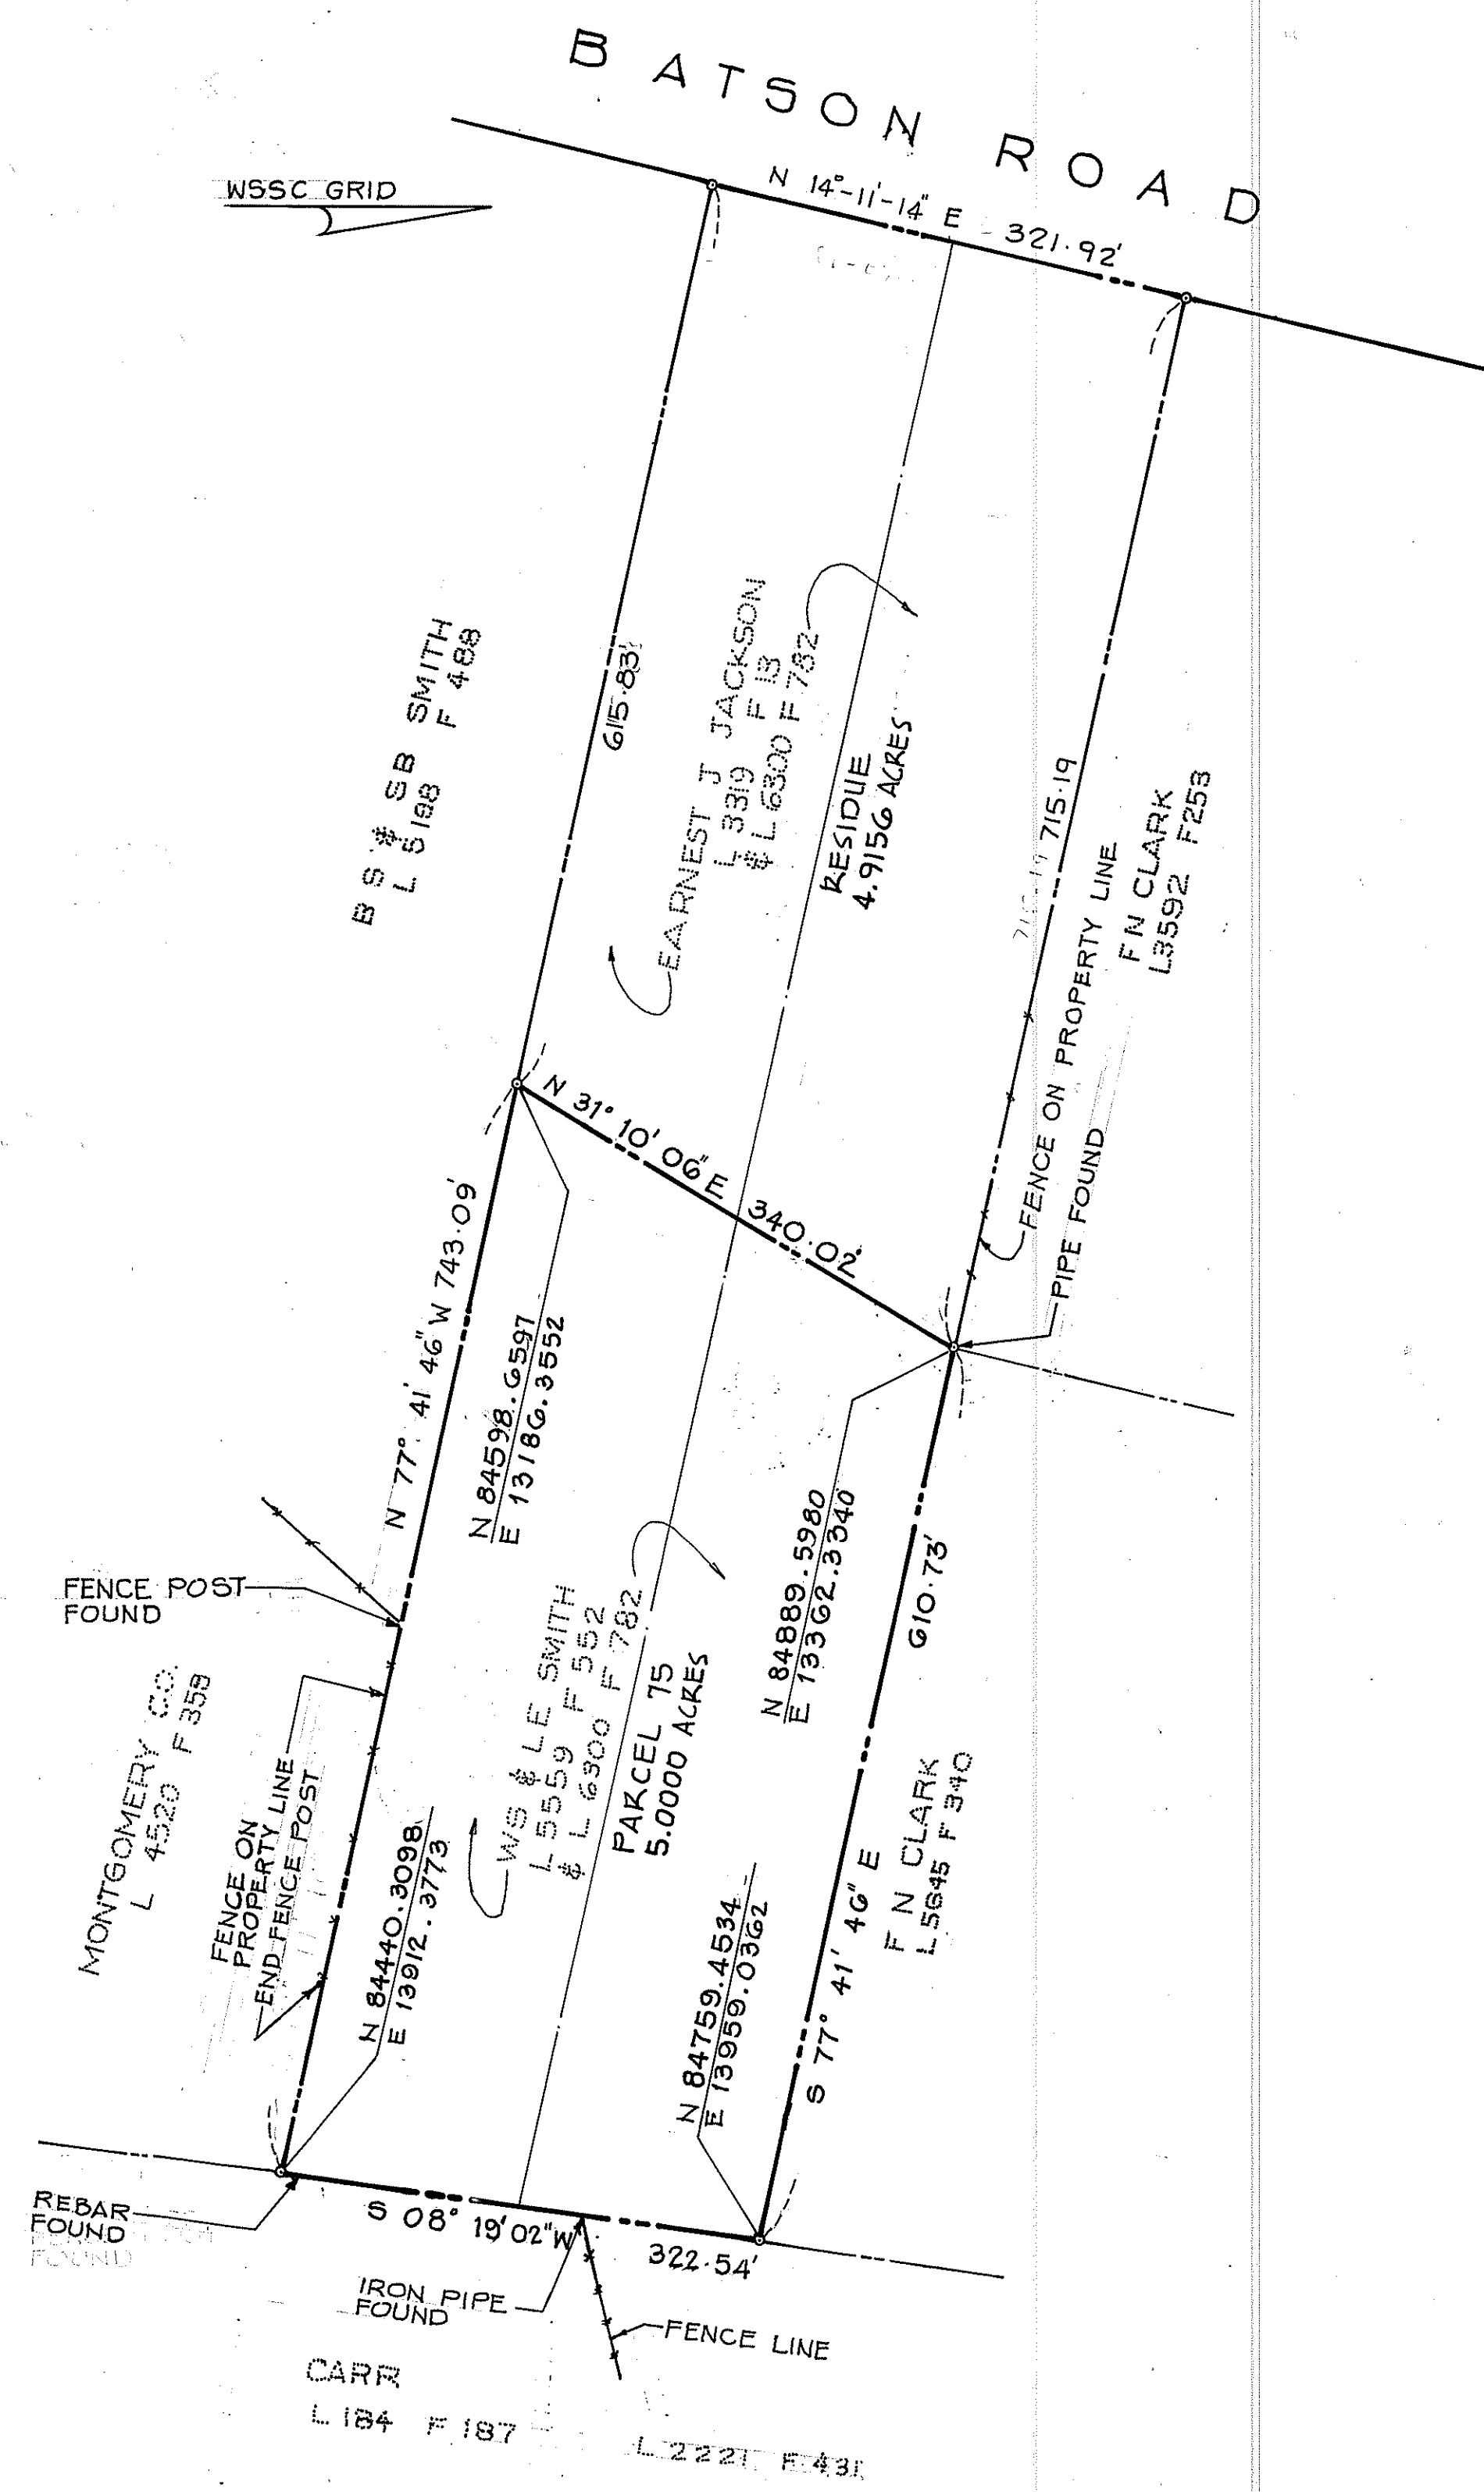 BATSON ROAD
WSSC GRID
N 14°-11'-14" E 321.92'
B S & SB SMITH
F 488
615.83'
EARNEST J JACKSON
L 3319 F 13
& L 6300 F 782
RESIDUE
4.9156 ACRES
715.19
F N CLARK
L3592 F253
FENCE ON PROPERTY LINE
PIPE FOUND
N 31° 10' 06" E 340.02'
N 77° 41' 46" W 743.09'
N 84598.6597
E 13186.3552
N 84889.5980
E 13362.3340
610.73'
FENCE POST
FOUND
MONTGOMERY CO.
L 4520 F 359
FENCE ON
PROPERTY LINE
END FENCE POST
WS & LE SMITH
L 5559 F 552
& L 6300 F 782
PARCEL 75
5.0000 ACRES
N 84440.3098
E 13912.3773
N 84759.4534
E 13959.0362
S 77° 41' 46" E
F N CLARK
L5645 F 340
REBAR
FOUND
FOUND
S 08° 19' 02" W 322.54'
IRON PIPE
FOUND
FENCE LINE
CARR
L 184 F 187
L 2221 F 431